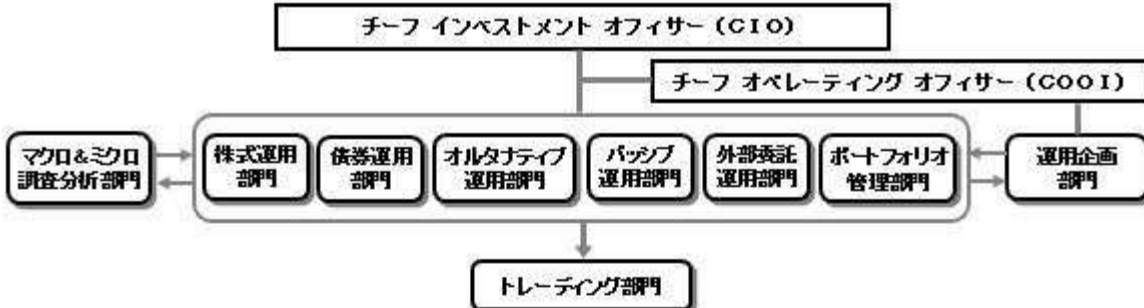 チーフ インベストメント オフィサー (CIO)
チーフ オペレーティング オフィサー (COOI)
マクロ&ミクロ
調査分析部門
株式運用
部門
債券運用
部門
オルタナティブ
運用部門
パッシブ
運用部門
外部委託
運用部門
ポートフォリオ
管理部門
運用企画
部門
トレーディング部門